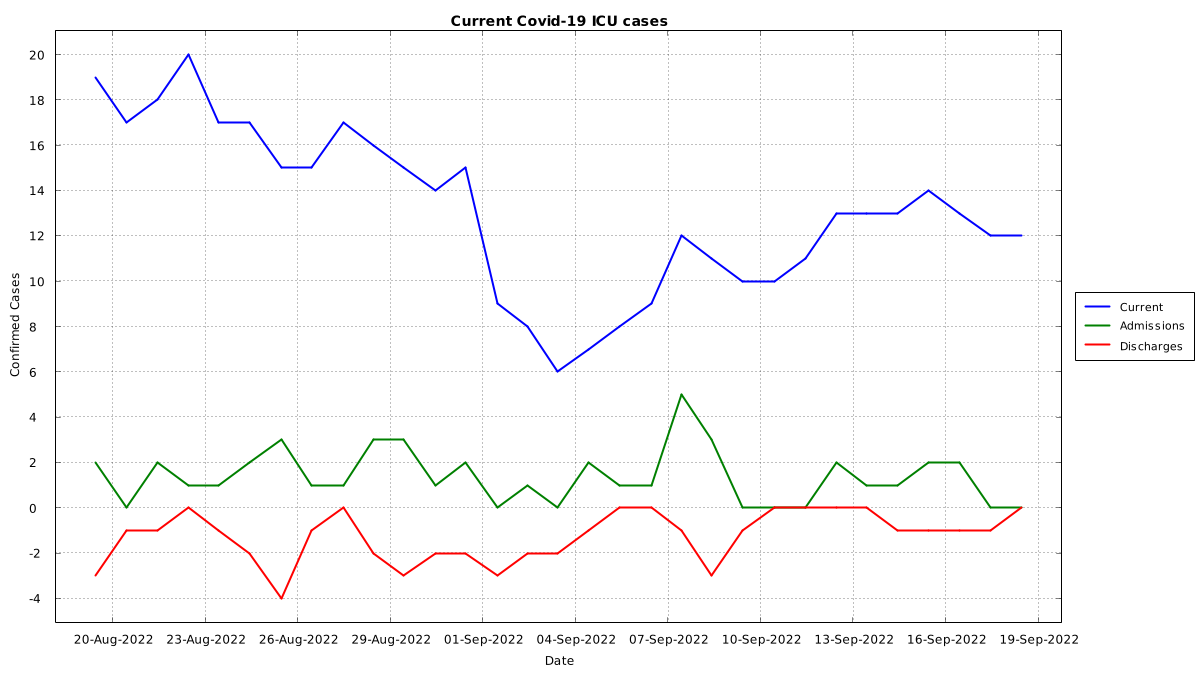 Current Covid-19 ICU cases
20
18
16
14
12
10
8
6
4
2
0
-2
-4
Confirmed Cases
20-Aug-2022 23-Aug-2022 26-Aug-2022 29-Aug-2022 01-Sep-2022 04-Sep-2022 07-Sep-2022 10-Sep-2022 13-Sep-2022 16-Sep-2022 19-Sep-2022
Date
Current
Admissions
Discharges